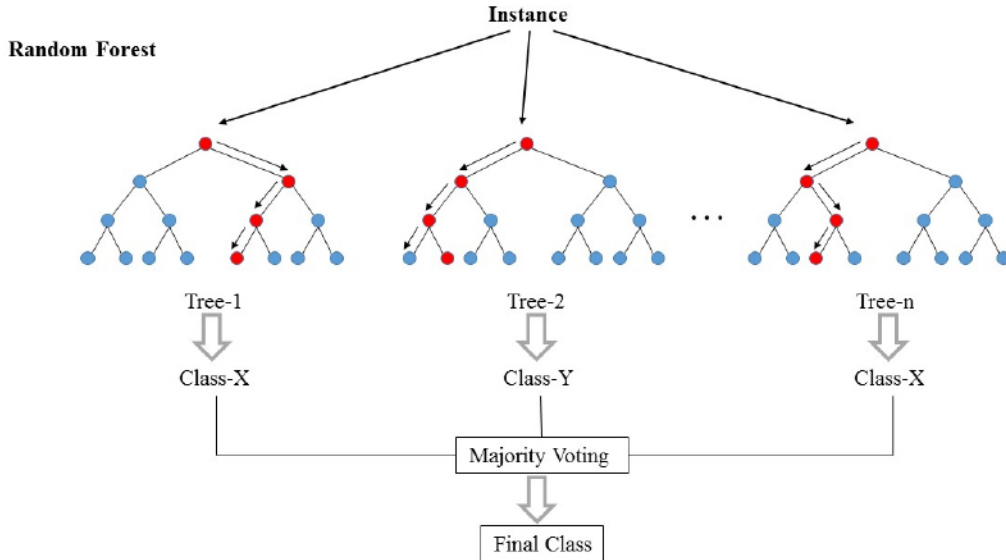 Instance
Random Forest
...
Tree-1
Tree-2
Tree-n
Class-X
Class-Y
Class-X
Majority Voting
Final Class